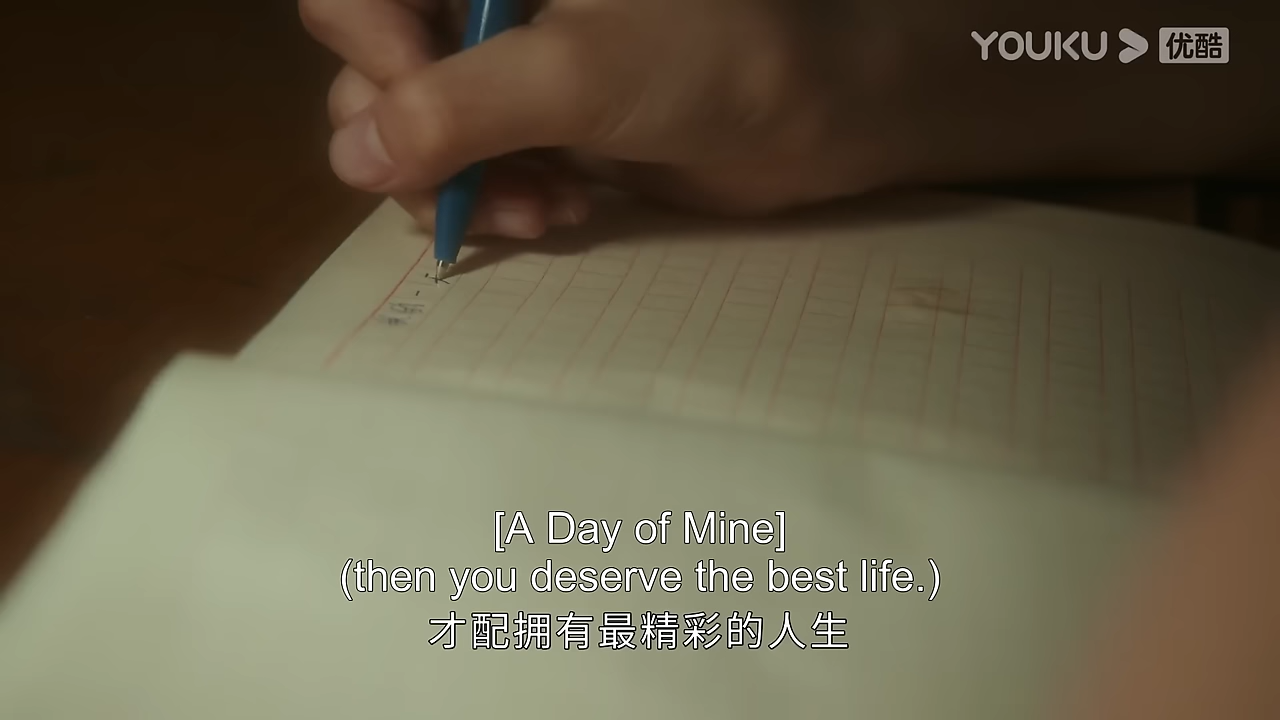 YOUKU 优酷
[A Day of Mine]
(then you deserve the best life.)
才配拥有最精彩的人生